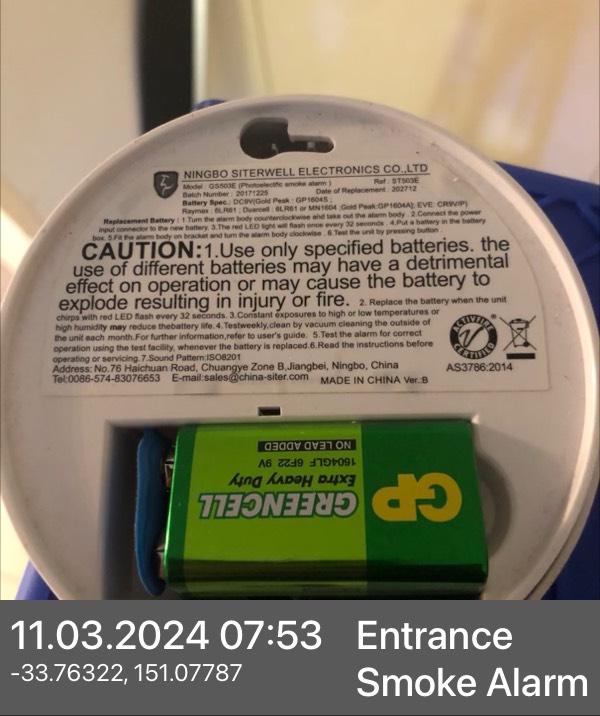 NINGBO SITERWELL ELECTRONICS CO.,LTD
Model : GS503E (Photoelectric smoke alarm ) Ref : ST503E
Batch Number : 20171225 Date of Replacement : 202712
Battery Spec.: DC9V(Gold Peak : GP1604S ;
Raymax : 6LR61 ; Duarcell : 6LR61 or MN1604 ;Gold Peak:GP1604A); EVE: CR9V/P)
Replacement Battery : 1.Turn the alarm body counterclockwise and take out the alarm body . 2.Connect the power
input connector to the new battery. 3.The red LED light will flash once every 32 seconds. 4.Put a battery in the battery
box. 5.Fit the alarm body on bracket and turn the alarm body clockwise . 6.Test the unit by pressing button .
CAUTION:1.Use only specified batteries. the
use of different batteries may have a detrimental
effect on operation or may cause the battery to
explode resulting in injury or fire. 2. Replace the battery when the unit
chirps with red LED flash every 32 seconds. 3.Constant exposures to high or low temperatures or
high humidity may reduce thebattery life.4.Testweekly,clean by vacuum cleaning the outside of
the unit each month.For further information,refer to user's guide. 5.Test the alarm for correct
operation using the test facility, whenever the battery is replaced.6.Read the instructions before
operating or servicing.7.Sound Pattern:ISO8201
Address: No.76 Haichuan Road, Chuangye Zone B,Jiangbei, Ningbo, China
Tel:0086-574-83076653 E-mail:sales@china-siter.com MADE IN CHINA Ver.:B
ACTIVFIRE
®
CERTIFIED
AS3786:2014
NO LEAD ADDED
1604GLF 6F22 9V
Extra Heavy Duty
GREENCELL
GP
11.03.2024 07:53
-33.76322, 151.07787
Entrance
Smoke Alarm